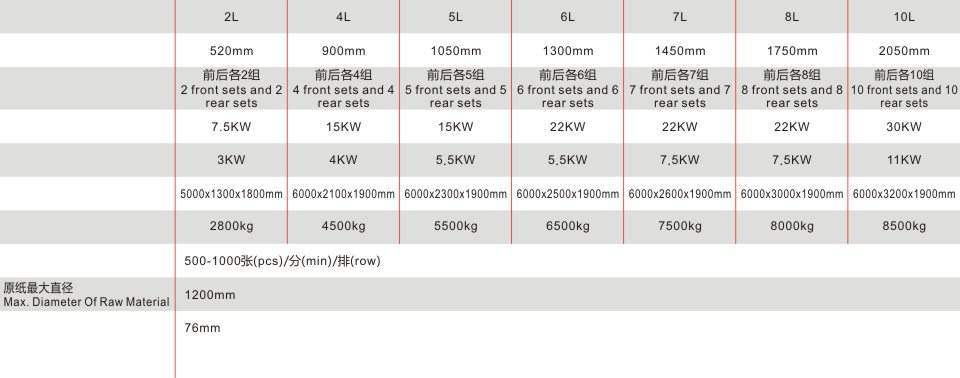 2L 4L 5L 6L 7L 8L 10L
520mm 900mm 1050mm 1300mm 1450mm 1750mm 2050mm
前后各2组 前后各4组 前后各5组 前后各6组 前后各7组 前后各8组 前后各10组
2 front sets and 2 4 front sets and 4 5 front sets and 5 6 front sets and 6 7 front sets and 7 8 front sets and 8 10 front sets and 10
rear sets rear sets rear sets rear sets rear sets rear sets rear sets
7.5KW 15KW 15KW 22KW 22KW 22KW 30KW
3KW 4KW 5.5KW 5.5KW 7.5KW 7.5KW 11KW
5000x1300x1800mm 6000x2100x1900mm 6000x2300x1900mm 6000x2500x1900mm 6000x2600x1900mm 6000x3000x1900mm 6000x3200x1900mm
2800kg 4500kg 5500kg 6500kg 7500kg 8000kg 8500kg
500-1000张(pcs)/分(min)/排(row)
原纸最大直径
Max. Diameter Of Raw Material
1200mm
76mm